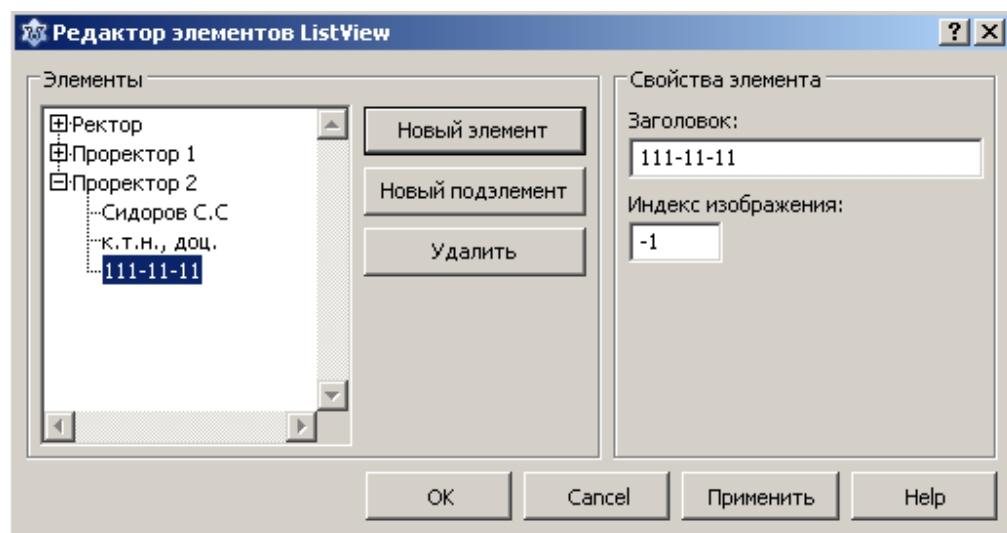 Редактор элементов ListView
Элементы
Ректор
Проректор 1
Проректор 2
Сидоров С.С
к.т.н., доц.
111-11-11
Новый элемент
Новый подэлемент
Удалить
Свойства элемента
Заголовок:
111-11-11
Индекс изображения:
-1
OK
Cancel
Применить
Help